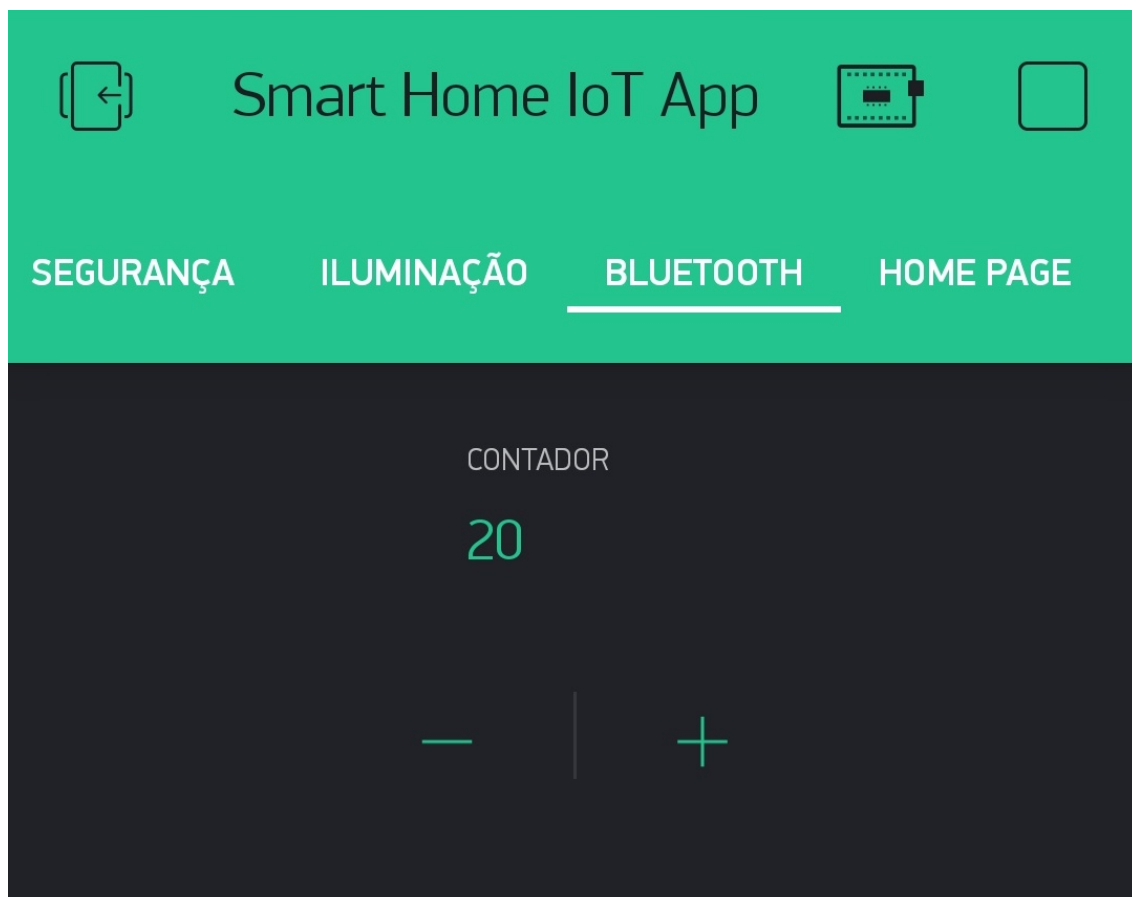 Smart Home IoT App
SEGURANÇA ILUMINAÇÃO BLUETOOTH HOME PAGE
CONTADOR
20